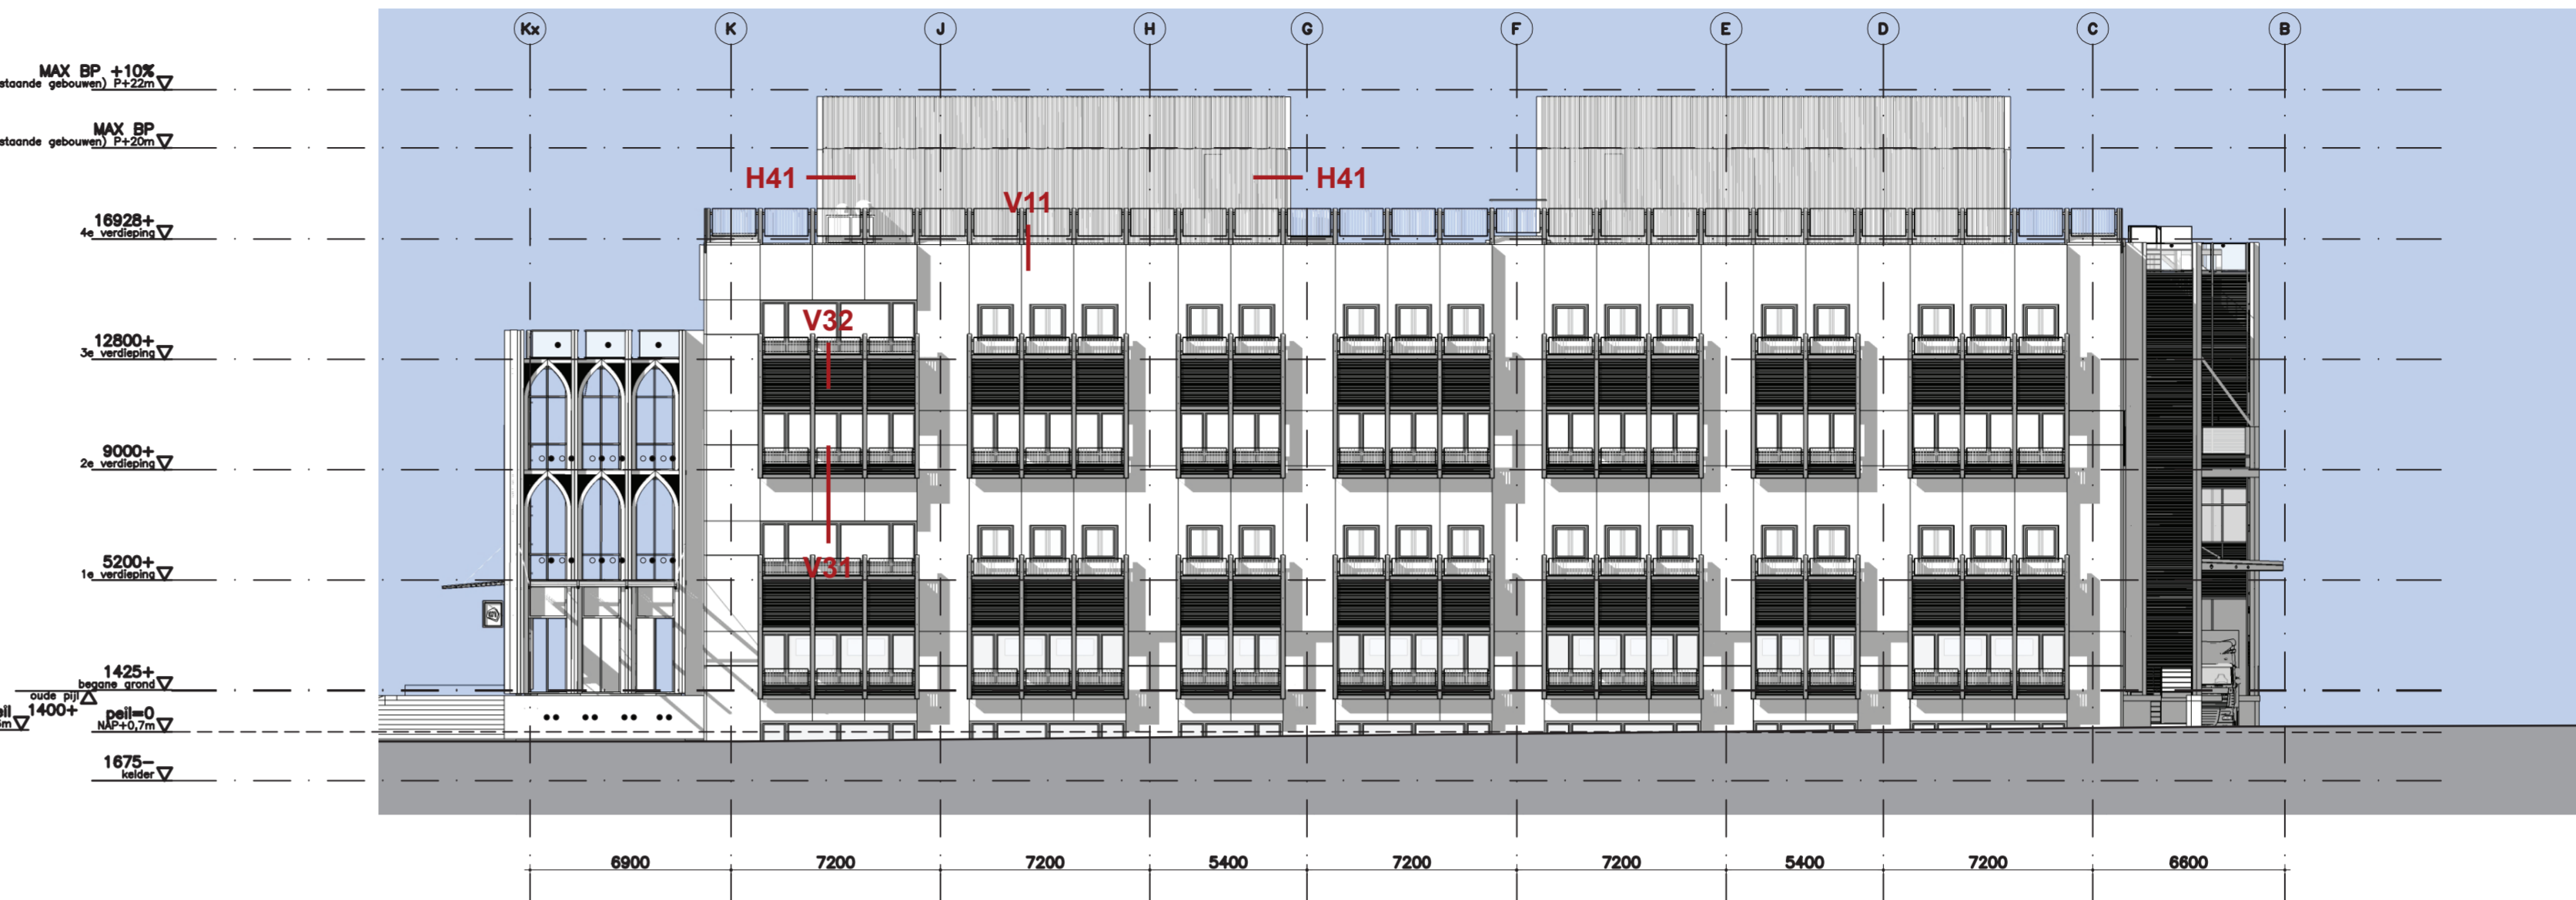 Kx K J H G F E D C B
MAX BP +10%
staande gebouwen) P+22m
MAX BP
staande gebouwen) P+20m
H41 H41
V11
16928+
4e verdieping
V32
12800+
3e verdieping
9000+
2e verdieping
V31
5200+
1e verdieping
1425+
begane grond
oude pijl
1400+
peil=0
NAP+0,7m
1675-
kelder
6900 7200 7200 5400 7200 7200 5400 7200 6600